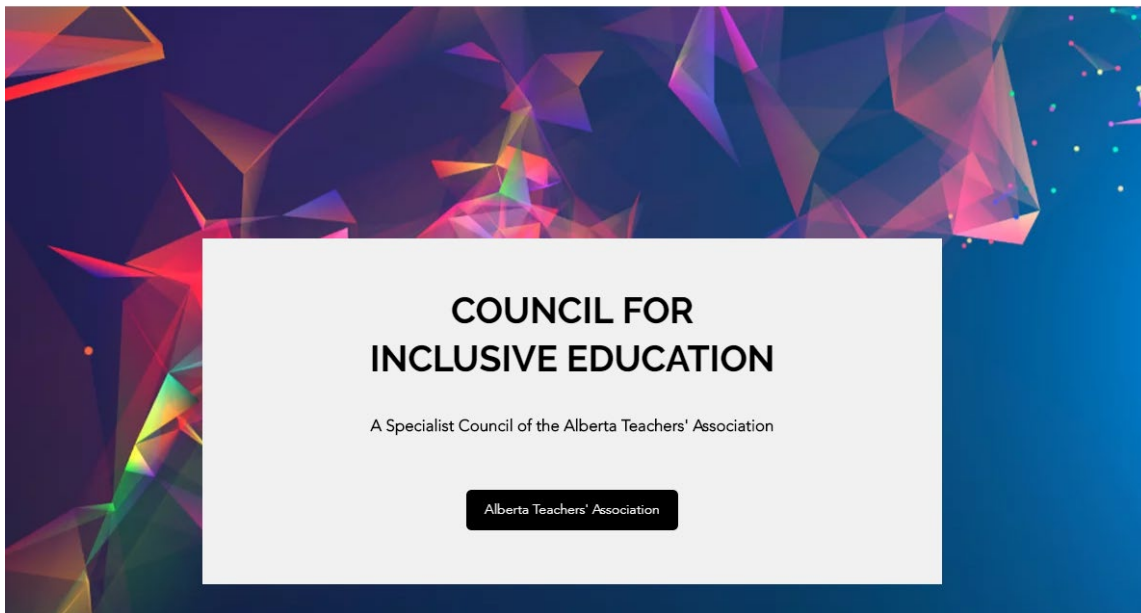 COUNCIL FOR
INCLUSIVE EDUCATION
A Specialist Council of the Alberta Teachers' Association
Alberta Teachers' Association